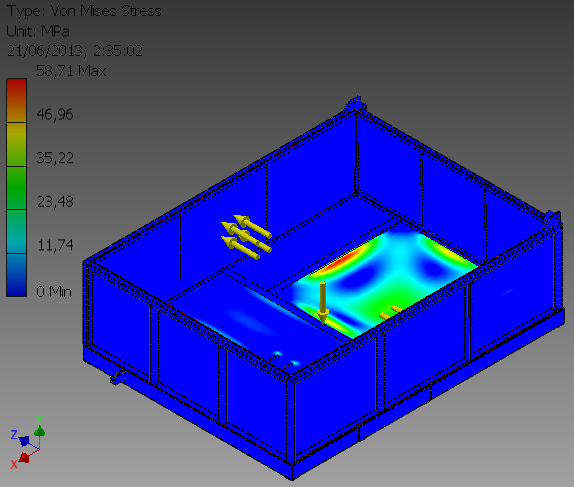 Type: Von Mises Stress
Unit: MPa
21/06/2013, 2:35:02
58,71 Max
46,96
35,22
23,48
11,74
0 Min
Y
Z
X